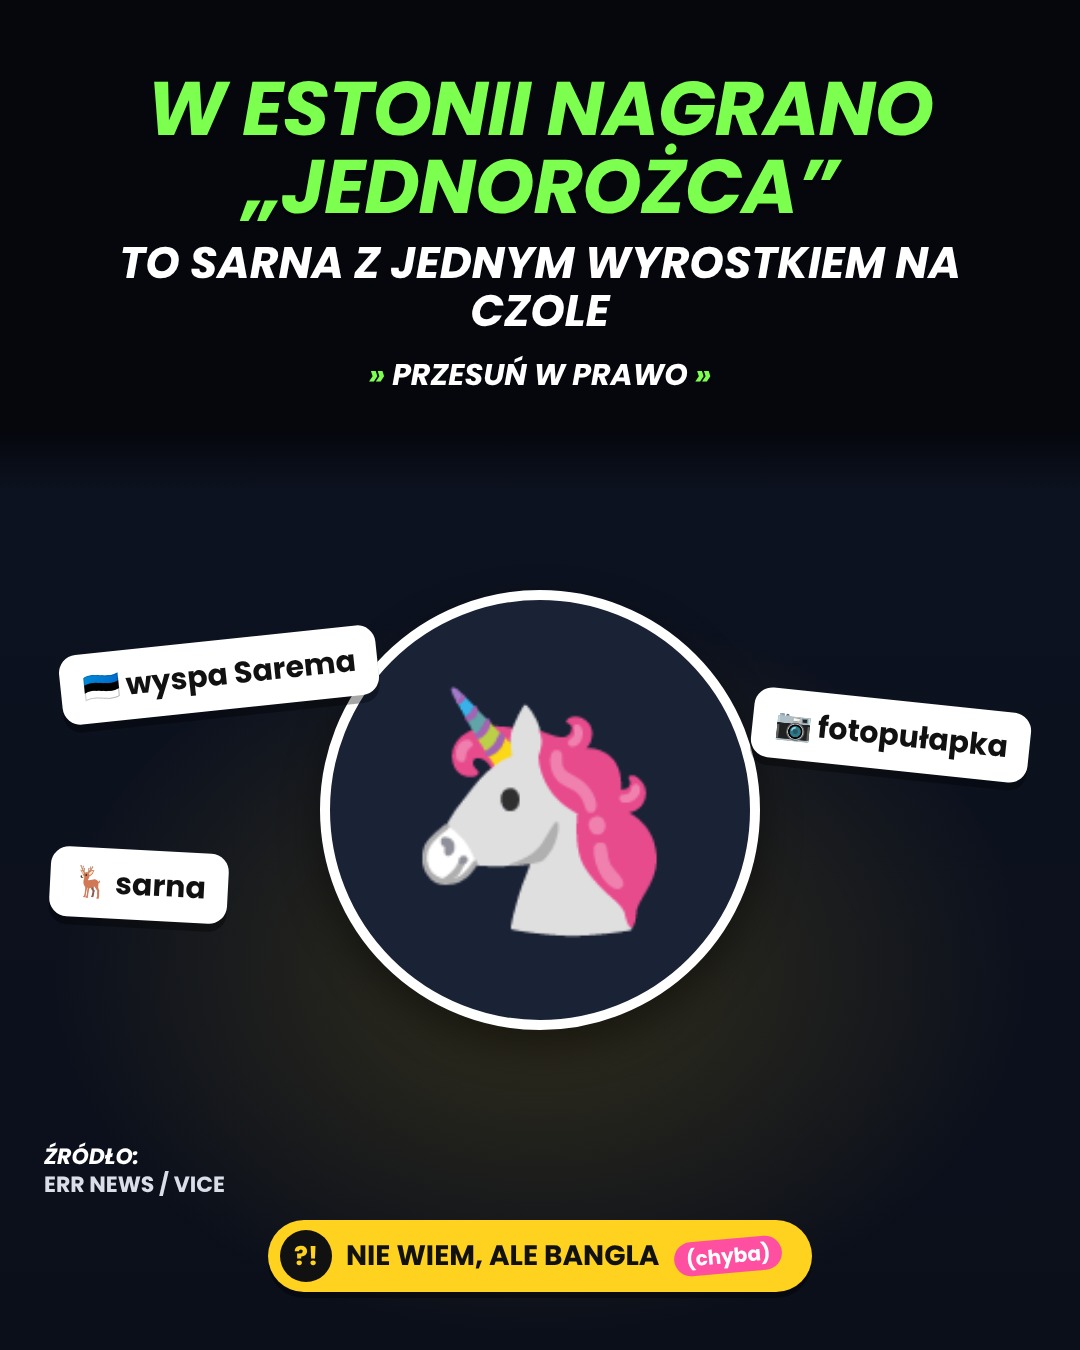 W ESTONII NAGRANO
„JEDNOROŻCA”
TO SARNA Z JEDNYM WYROSTKIEM NA
CZOLE
» PRZESUŃ W PRAWO »
wyspa Sarema
fotopułapka
sarna
ŹRÓDŁO:
ERR NEWS / VICE
?! NIE WIEM, ALE BANGLA (chyba)